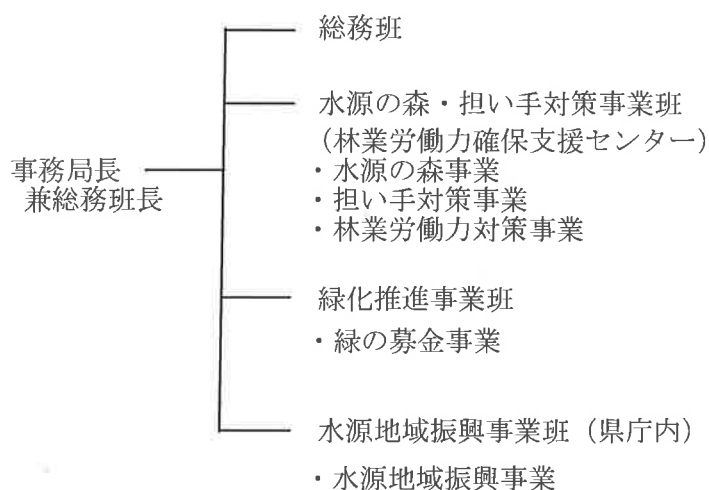 総務班
水源の森・担い手対策事業班
（林業労働力確保支援センター）
・水源の森事業
・担い手対策事業
・林業労働力対策事業
事務局長
兼総務班長
緑化推進事業班
・緑の募金事業
水源地域振興事業班（県庁内）
・水源地域振興事業